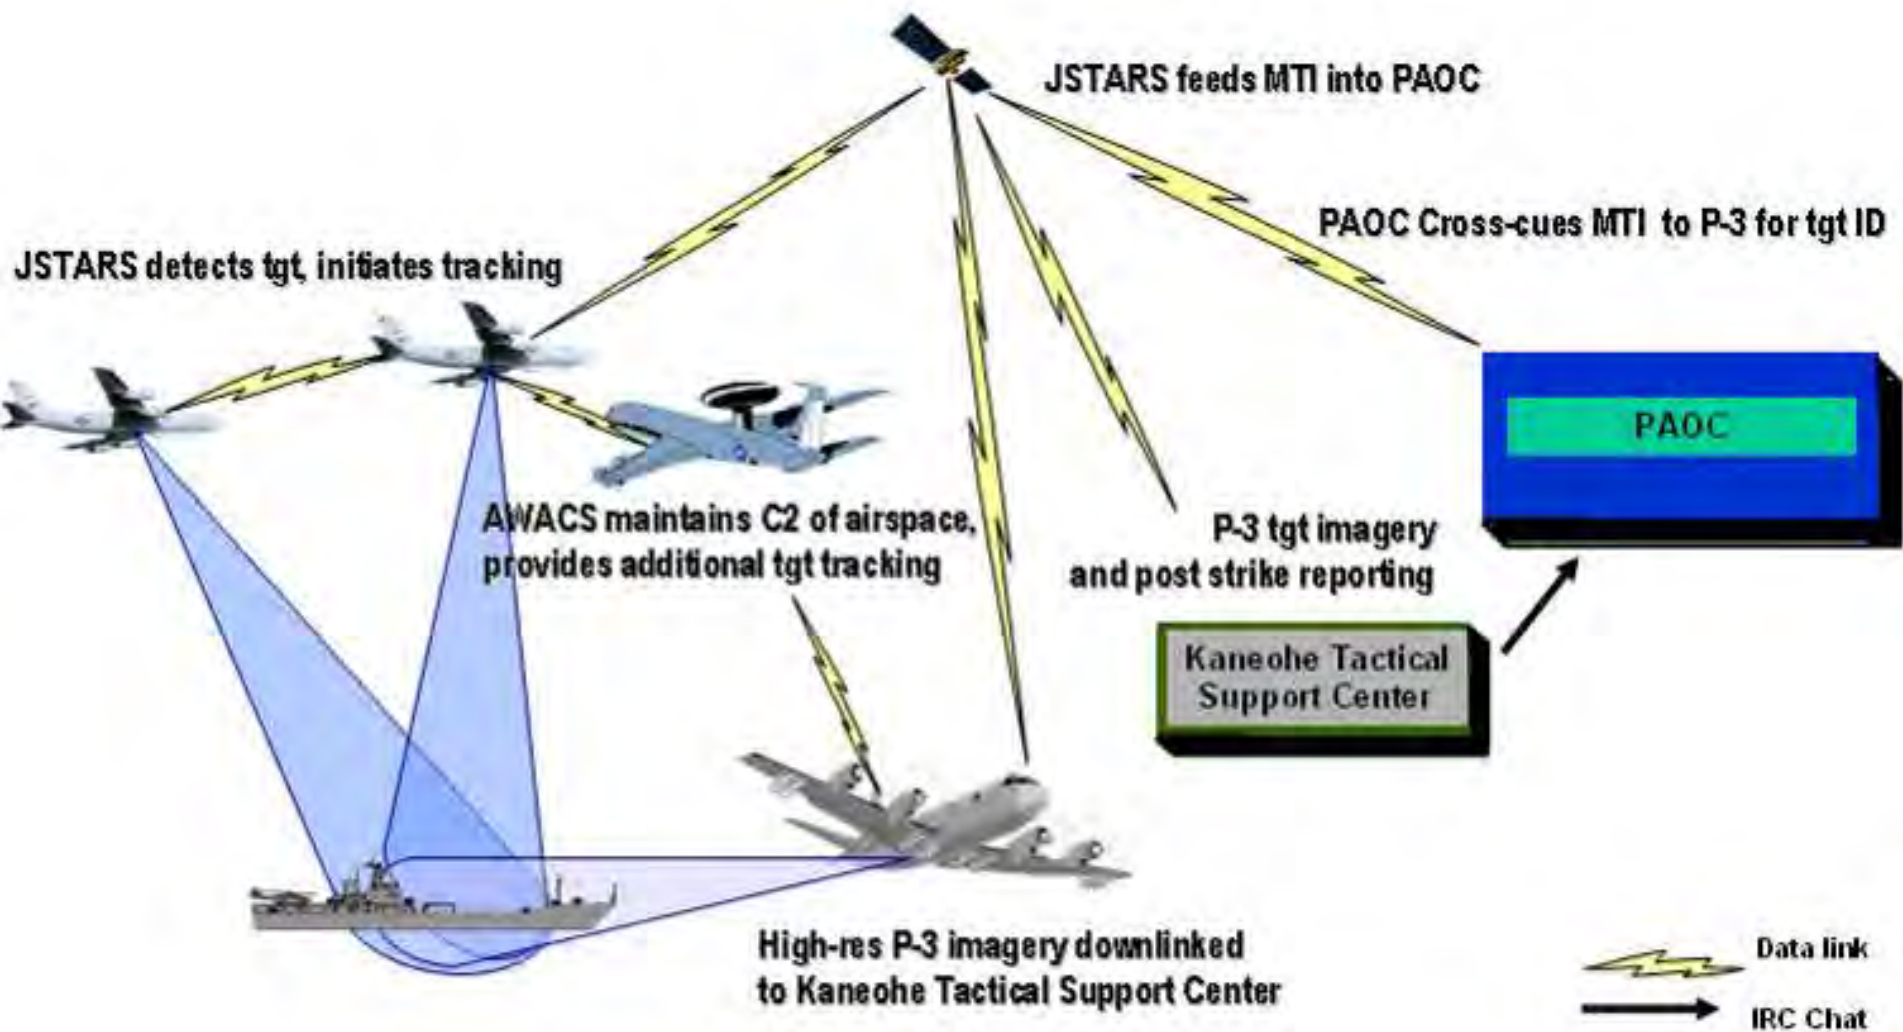 JSTARS feeds MTI into PAOC
PAOC Cross-cues MTI to P-3 for tgt ID
JSTARS detects tgt, initiates tracking
PAOC
AWACS maintains C2 of airspace,
provides additional tgt tracking
P-3 tgt imagery
and post strike reporting
Kaneohe Tactical
Support Center
High-res P-3 imagery downlinked
to Kaneohe Tactical Support Center
Data link
IRC Chat